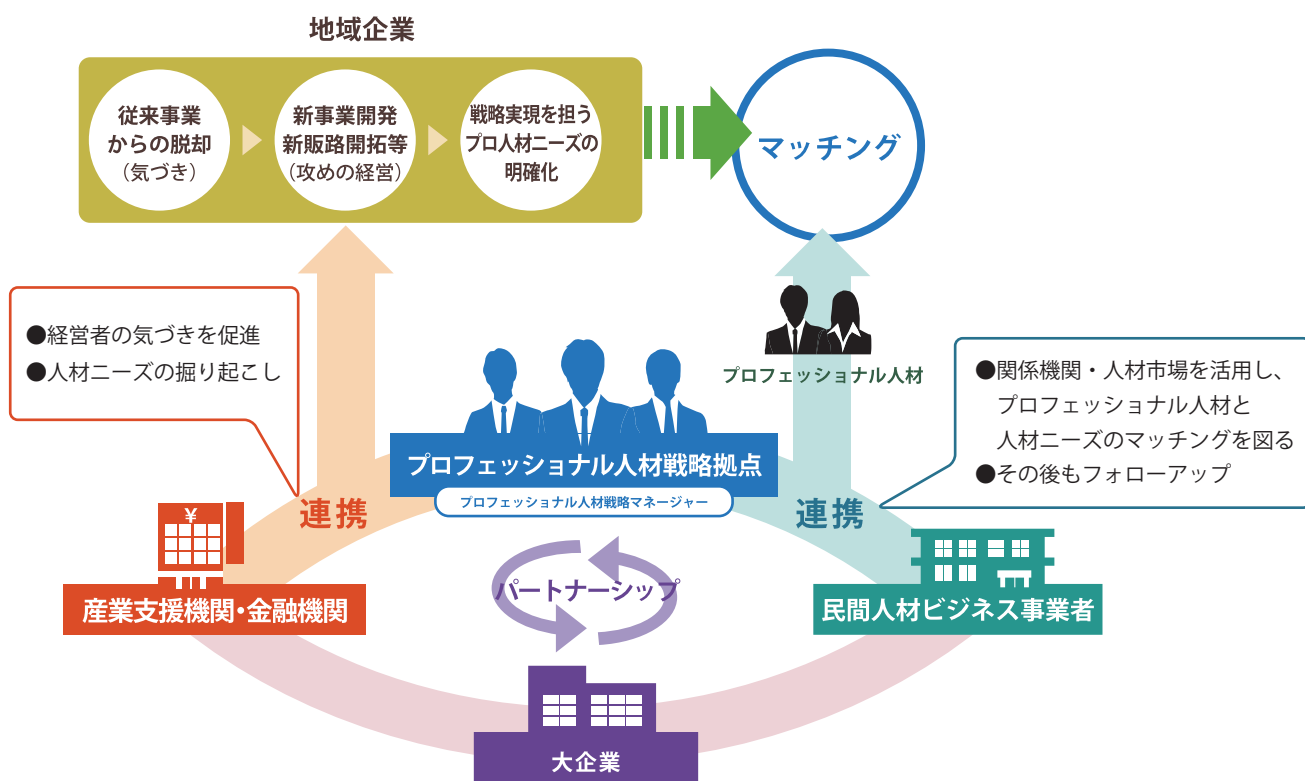 地域企業
従来事業
からの脱却
（気づき）
新事業開発
新販路開拓等
（攻めの経営）
戦略実現を担う
プロ人材ニーズの
明確化
マッチング
●経営者の気づきを促進
●人材ニーズの掘り起こし
プロフェッショナル人材
●関係機関・人材市場を活用し、
プロフェッショナル人材と
人材ニーズのマッチングを図る
●その後もフォローアップ
プロフェッショナル人材戦略拠点
プロフェッショナル人材戦略マネージャー
連携
連携
¥
産業支援機関・金融機関
パートナーシップ
民間人材ビジネス事業者
大企業